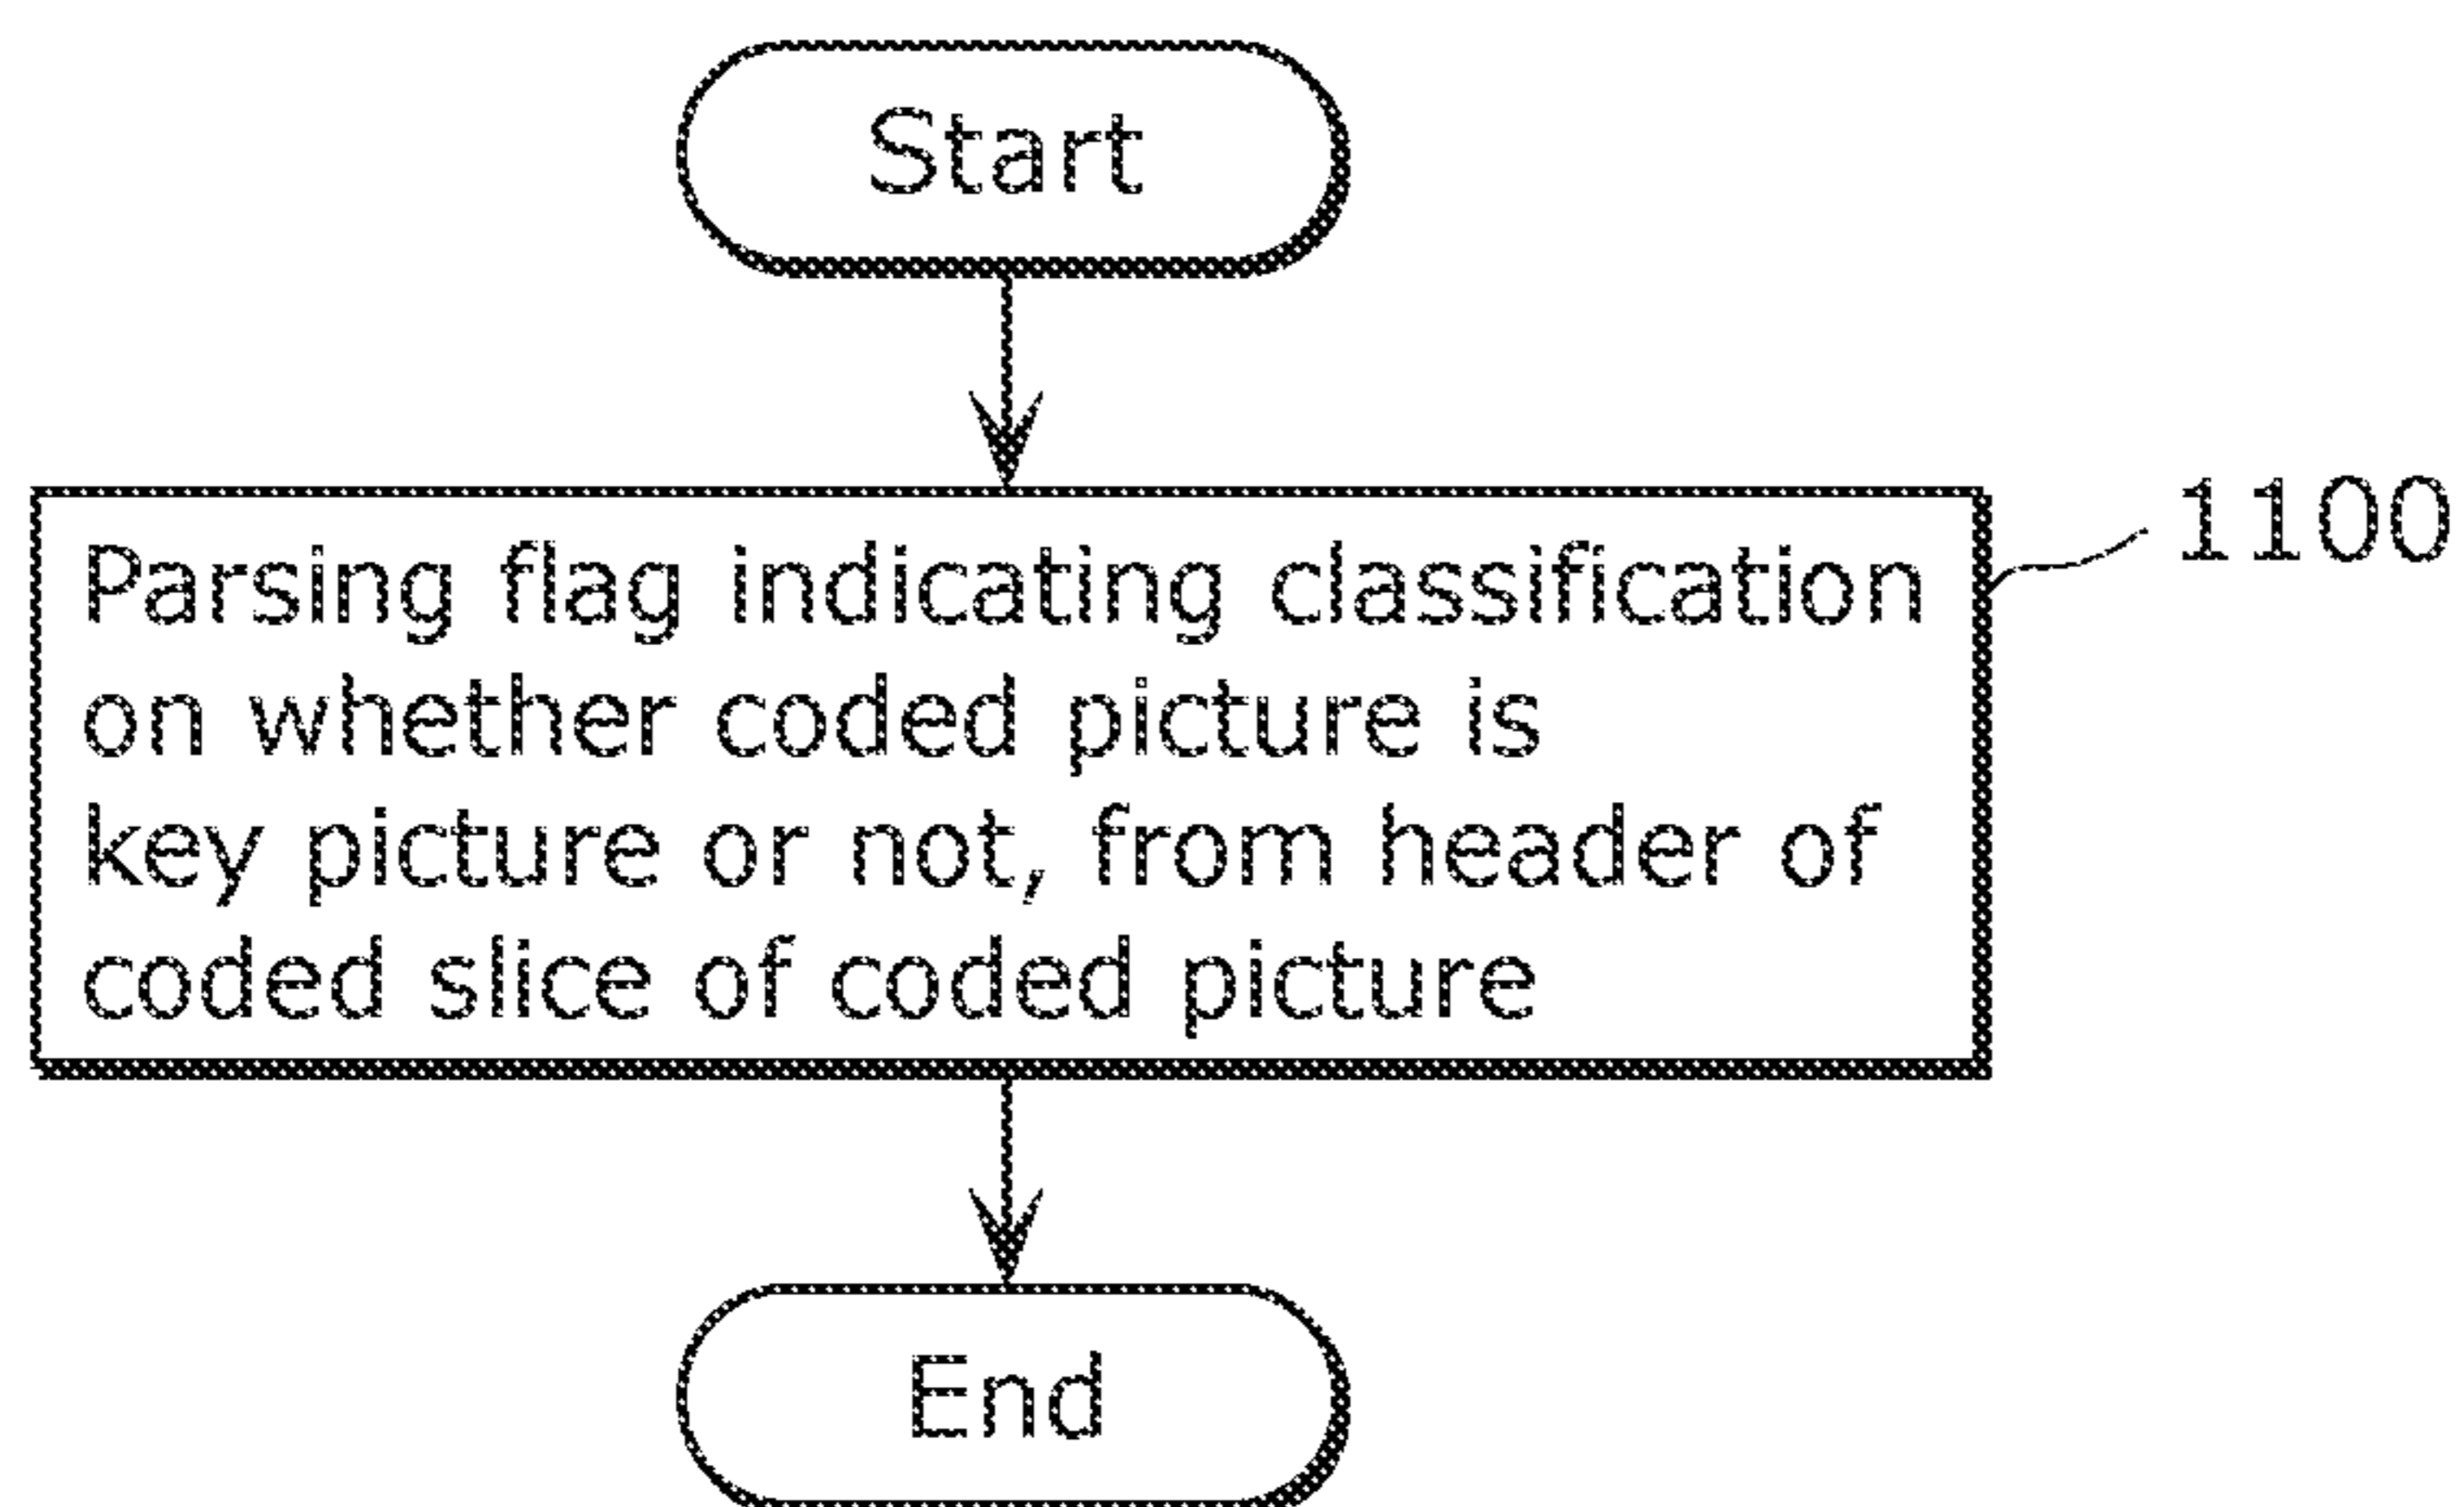 Start
1100
Parsing flag indicating classification
on whether coded picture is
key picture or not, from header of
coded slice of coded picture
End